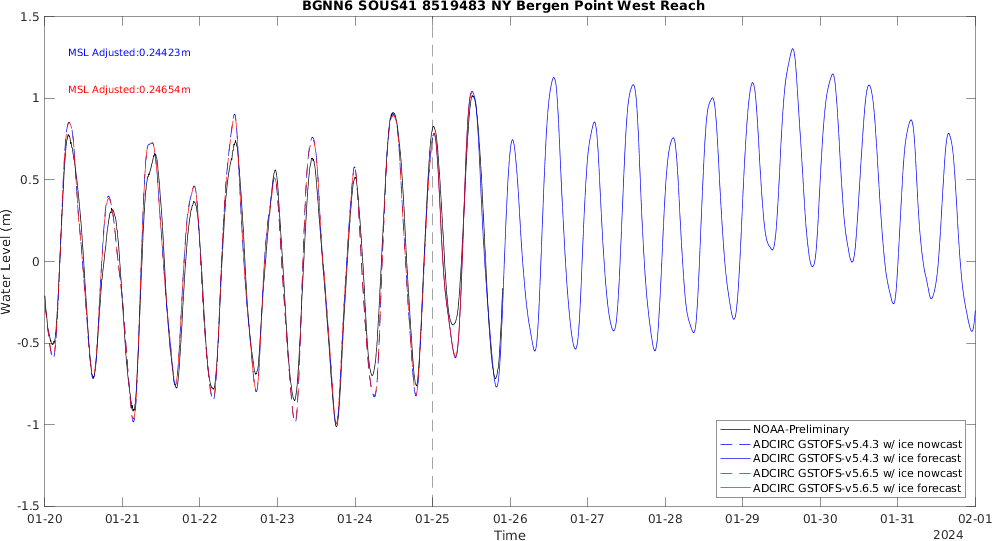 BGNN6 SOUS41 8519483 NY Bergen Point West Reach
MSL Adjusted:0.24423m
MSL Adjusted:0.24654m
Water Level (m)
1.5
1
0.5
0
-0.5
-1
-1.5
NOAA-Preliminary
ADCIRC GSTOFS-v5.4.3 w/ ice nowcast
ADCIRC GSTOFS-v5.4.3 w/ ice forecast
ADCIRC GSTOFS-v5.6.5 w/ ice nowcast
ADCIRC GSTOFS-v5.6.5 w/ ice forecast
01-20 01-21 01-22 01-23 01-24 01-25 01-26 01-27 01-28 01-29 01-30 01-31 02-01
Time
2024